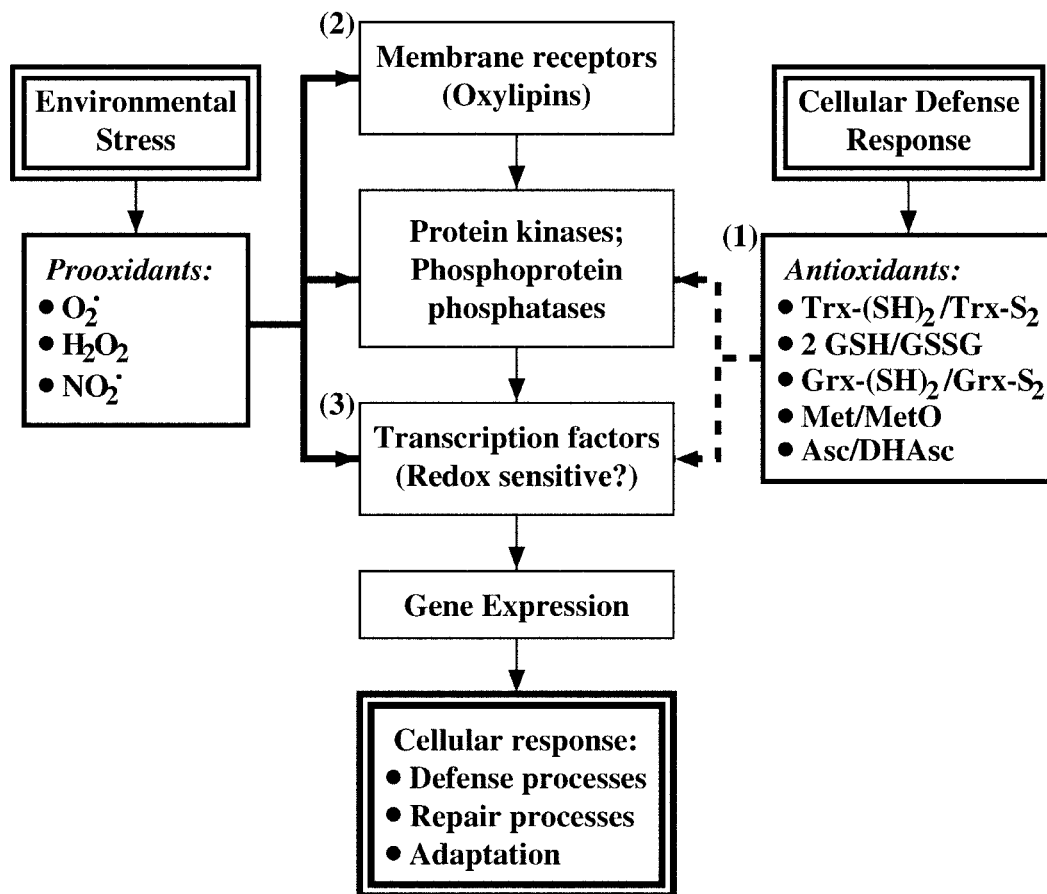 (2)
Membrane receptors
(Oxylipins)
Environmental
Stress
Cellular Defense
Response
Prooxidants:
● O₂˙
● H₂O₂
● NO₂˙
Protein kinases;
Phosphoprotein
phosphatases
(1)
Antioxidants:
● Trx-(SH)₂/Trx-S₂
● 2 GSH/GSSG
● Grx-(SH)₂/Grx-S₂
● Met/MetO
● Asc/DHAsc
(3)
Transcription factors
(Redox sensitive?)
Gene Expression
Cellular response:
● Defense processes
● Repair processes
● Adaptation